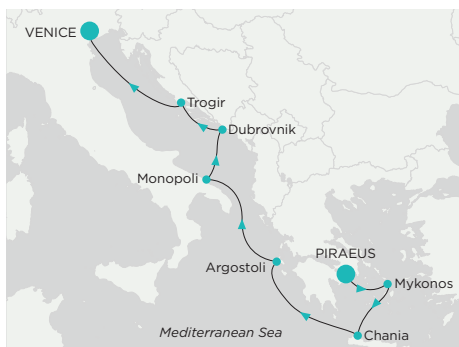 VENICE
Trogir
Dubrovnik
Monopoli
PIRAEUS
Argostoli
Mykonos
Mediterranean Sea
Chania